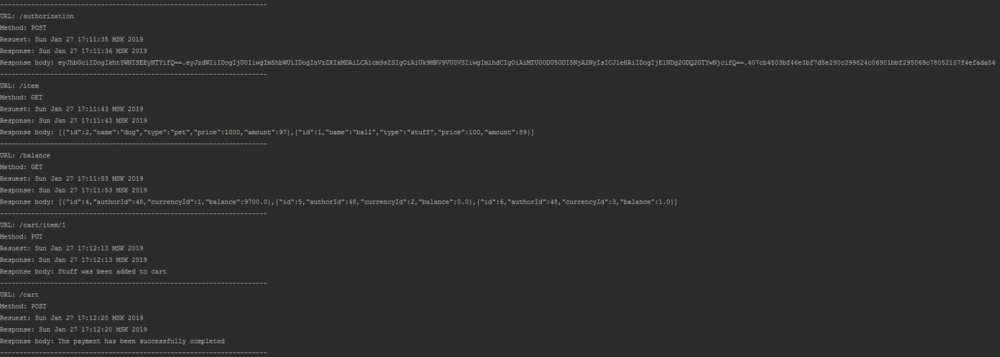 ---------------------------------------------------------------------
URL: /authorization
Method: POST
Resuest: Sun Jan 27 17:11:35 MSK 2019
Response: Sun Jan 27 17:11:36 MSK 2019
Response body: eyJhbGciIDogIkhtYWNTSEEyNTYifQ==.eyJzdWIiIDogIjU0IiwgIm5hbWUiIDogInVzZXIxMDAiLCAicm9sZSIgOiAiUk9MRV9VU0VSIiwgImlhdCIgOiAiMTU0ODU5ODI5NjA2NyIsICJleHAiIDogIjE1NDg2ODQ2OTYwNjcifQ==.407cb4503bf46e3bf7d5e290c399824c06901bbf295069c78052107f4efada54
---------------------------------------------------------------------
URL: /item
Method: GET
Resuest: Sun Jan 27 17:11:43 MSK 2019
Response: Sun Jan 27 17:11:43 MSK 2019
Response body: [{"id":2,"name":"dog","type":"pet","price":1000,"amount":97},{"id":1,"name":"ball","type":"stuff","price":100,"amount":89}]
---------------------------------------------------------------------
URL: /balance
Method: GET
Resuest: Sun Jan 27 17:11:53 MSK 2019
Response: Sun Jan 27 17:11:53 MSK 2019
Response body: [{"id":4,"authorId":48,"currencyId":1,"balance":9700.0},{"id":5,"authorId":48,"currencyId":2,"balance":0.0},{"id":6,"authorId":48,"currencyId":3,"balance":1.0}]
---------------------------------------------------------------------
URL: /cart/item/1
Method: PUT
Resuest: Sun Jan 27 17:12:13 MSK 2019
Response: Sun Jan 27 17:12:13 MSK 2019
Response body: Stuff was been added to cart
---------------------------------------------------------------------
URL: /cart
Method: POST
Resuest: Sun Jan 27 17:12:20 MSK 2019
Response: Sun Jan 27 17:12:20 MSK 2019
Response body: The payment has been successfully completed
---------------------------------------------------------------------